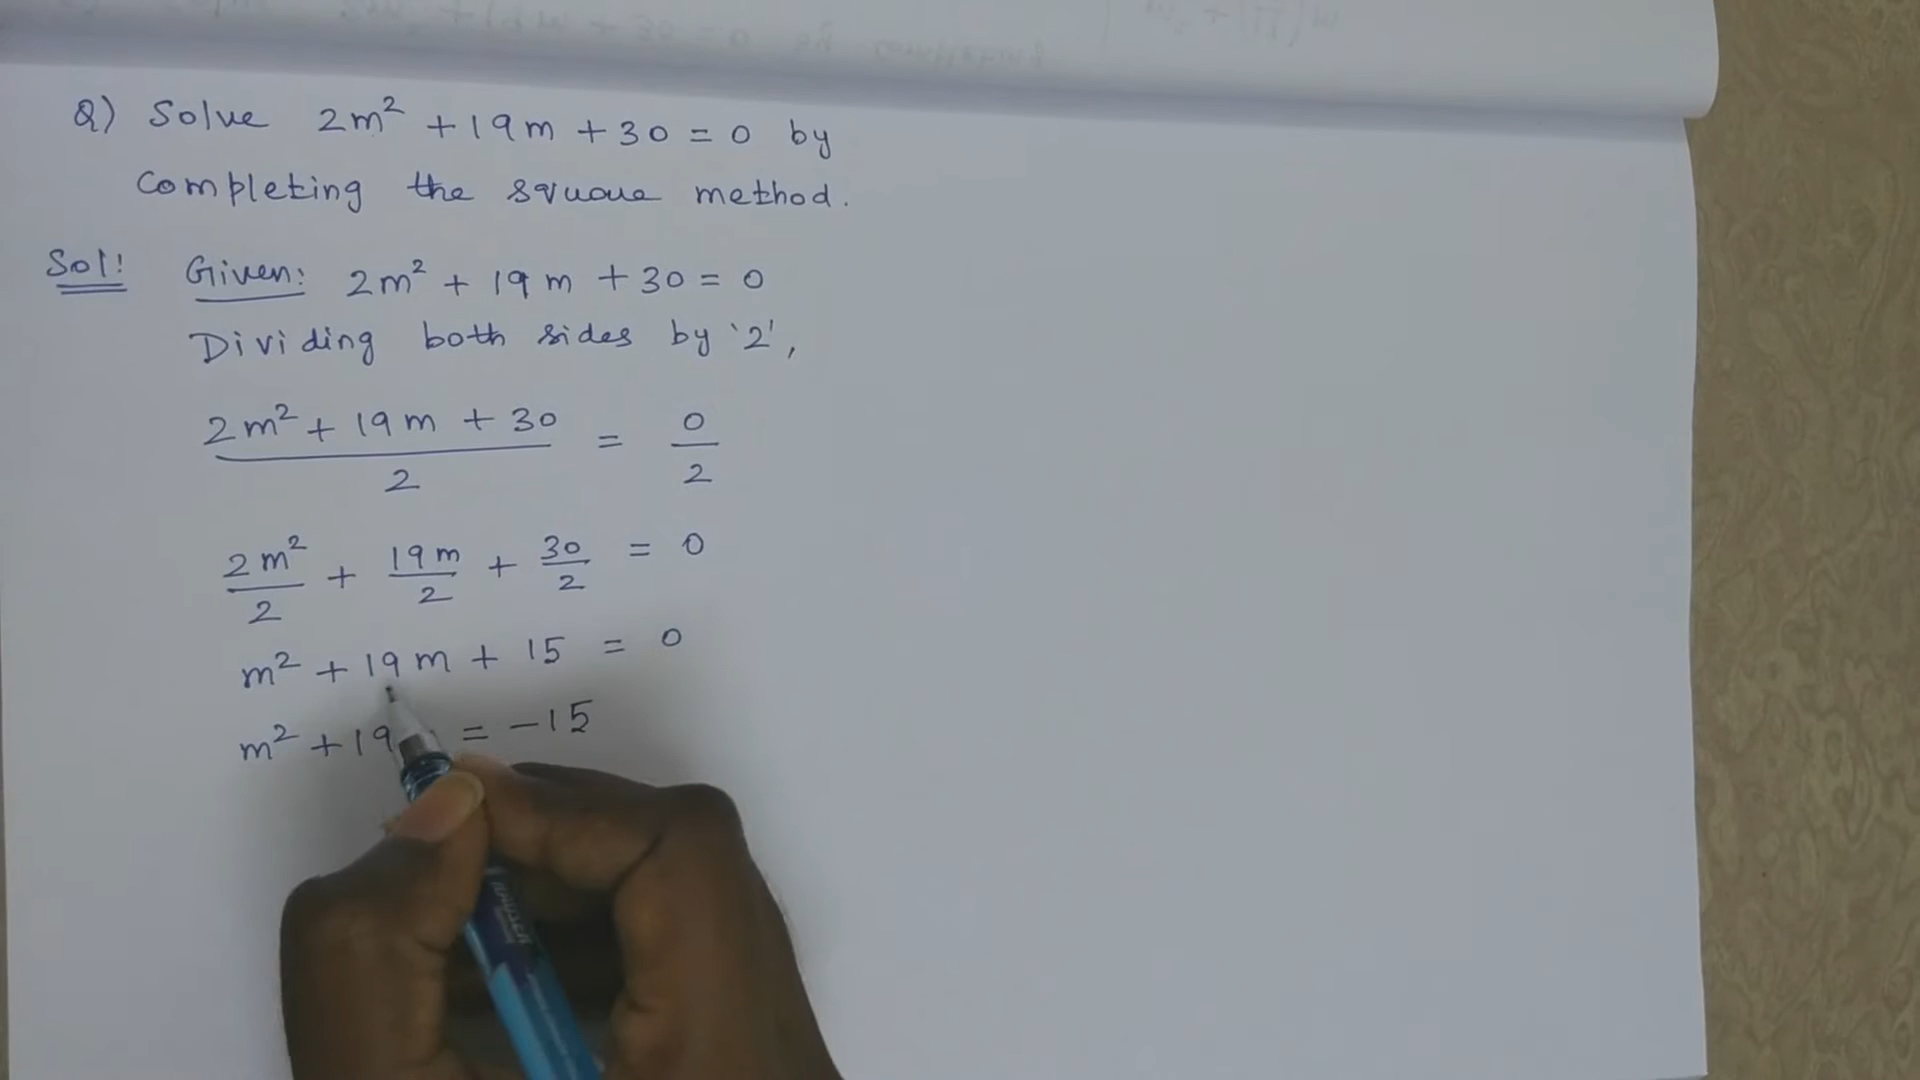 Q) Solve 2m² + 19m + 30 = 0 by
completing the square method.
Sol: Given: 2m² + 19m + 30 = 0
Dividing both sides by '2',
2m² + 19m + 30 / 2 = 0 / 2
2m²/2 + 19m/2 + 30/2 = 0
m² + 19m + 15 = 0
m² + 19 = -15